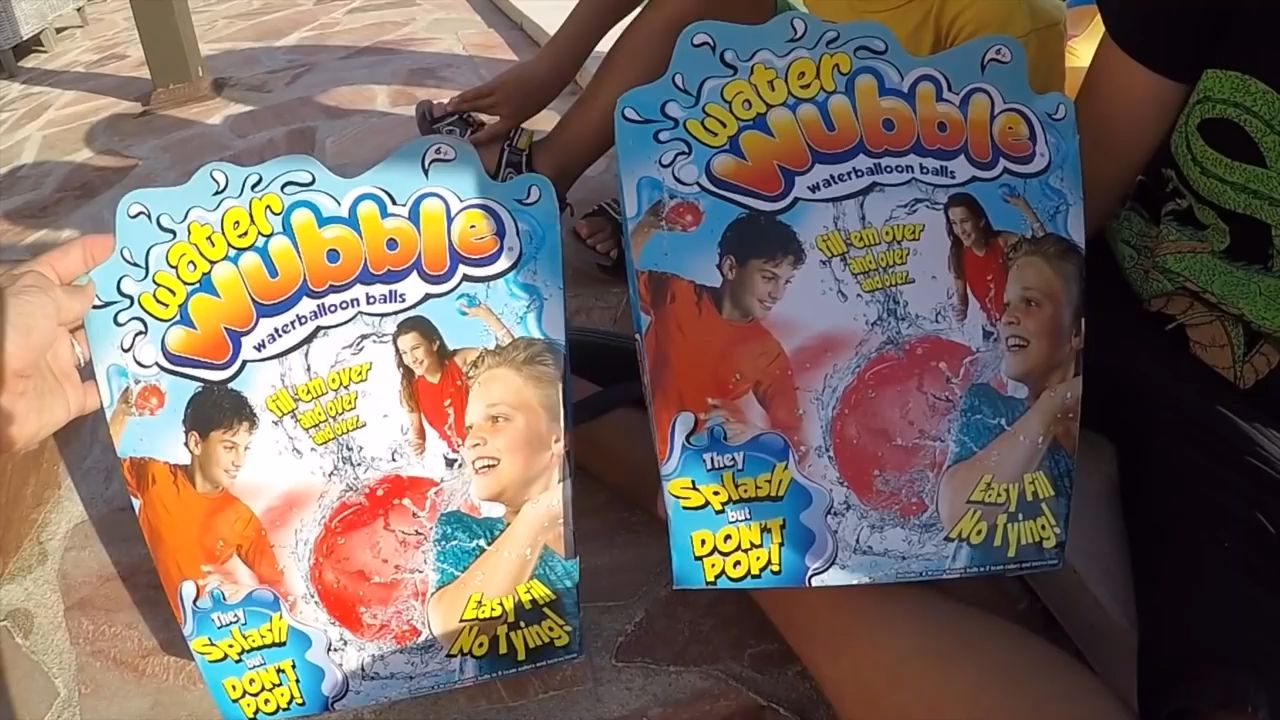 6+
water
wubble
waterballoon balls
fill 'em over
and over
and over...
They
Splash
but
DON'T
POP!
Easy Fill
No Tying!
6+
water
wubble
waterballoon balls
fill 'em over
and over
and over...
They
Splash
but
DON'T
POP!
Easy Fill
No Tying!